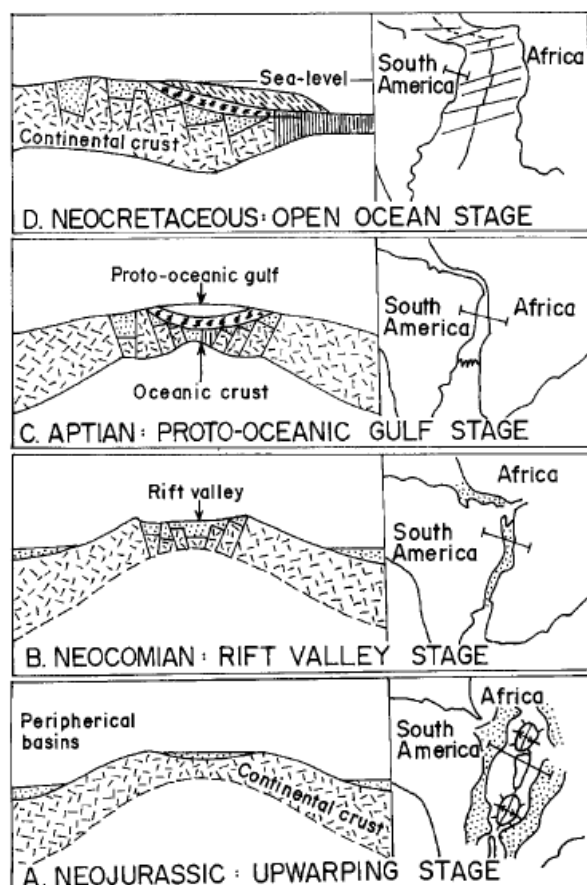 Sea-level
Continental crust
South
America
Africa
D. NEOCRETACEOUS: OPEN OCEAN STAGE
Proto-oceanic gulf
Oceanic crust
South
America
Africa
C. APTIAN: PROTO-OCEANIC GULF STAGE
Rift valley
Africa
South
America
B. NEOCOMIAN: RIFT VALLEY STAGE
Peripherical
basins
Continental crust
Africa
South
America
A. NEOJURASSIC: UPWARPING STAGE